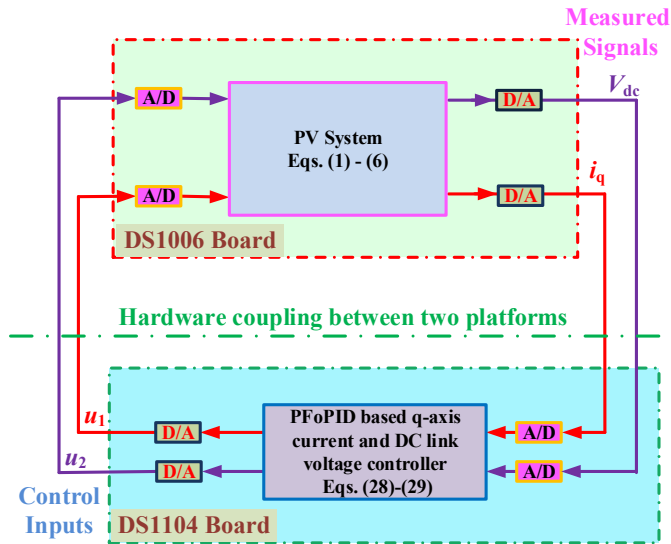 Measured
Signals
A/D
D/A
V_dc
PV System
Eqs. (1) - (6)
A/D
D/A
i_q
DS1006 Board
Hardware coupling between two platforms
u_1
D/A
PFoPID based q-axis
current and DC link
voltage controller
Eqs. (28)-(29)
A/D
u_2
D/A
A/D
Control
Inputs
DS1104 Board